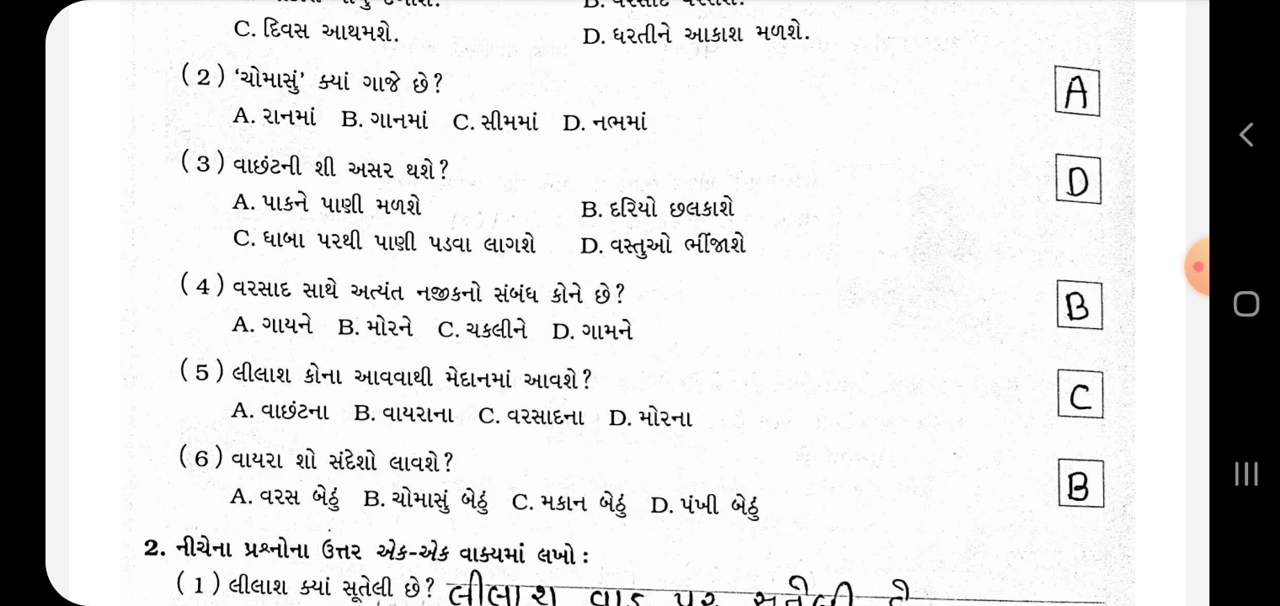 C. દિવસ આથમશે. D. ધરતીને આકાશ મળશે.
(2) ‘ચોમાસું’ ક્યાં ગાજે છે? A
A. રાનમાં B. ગાનમાં C. સીમમાં D. નભમાં
(3) વાછંટની શી અસર થશે? D
A. પાકને પાણી મળશે B. દરિયો છલકાશે
C. ધાબા પરથી પાણી પડવા લાગશે D. વસ્તુઓ ભીંજાશે
(4) વરસાદ સાથે અત્યંત નજીકનો સંબંધ કોને છે? B
A. ગાયને B. મોરને C. ચકલીને D. ગામને
(5) લીલાશ કોના આવવાથી મેદાનમાં આવશે? C
A. વાછંટના B. વાયરાના C. વરસાદના D. મોરના
(6) વાયરા શો સંદેશો લાવશે? B
A. વરસ બેઠું B. ચોમાસું બેઠું C. મકાન બેઠું D. પંખી બેઠું
2. નીચેના પ્રશ્નોના ઉત્તર એક-એક વાક્યમાં લખો :
(1) લીલાશ ક્યાં સૂતેલી છે? લીલાશ વાડ પર સૂતેલી છે